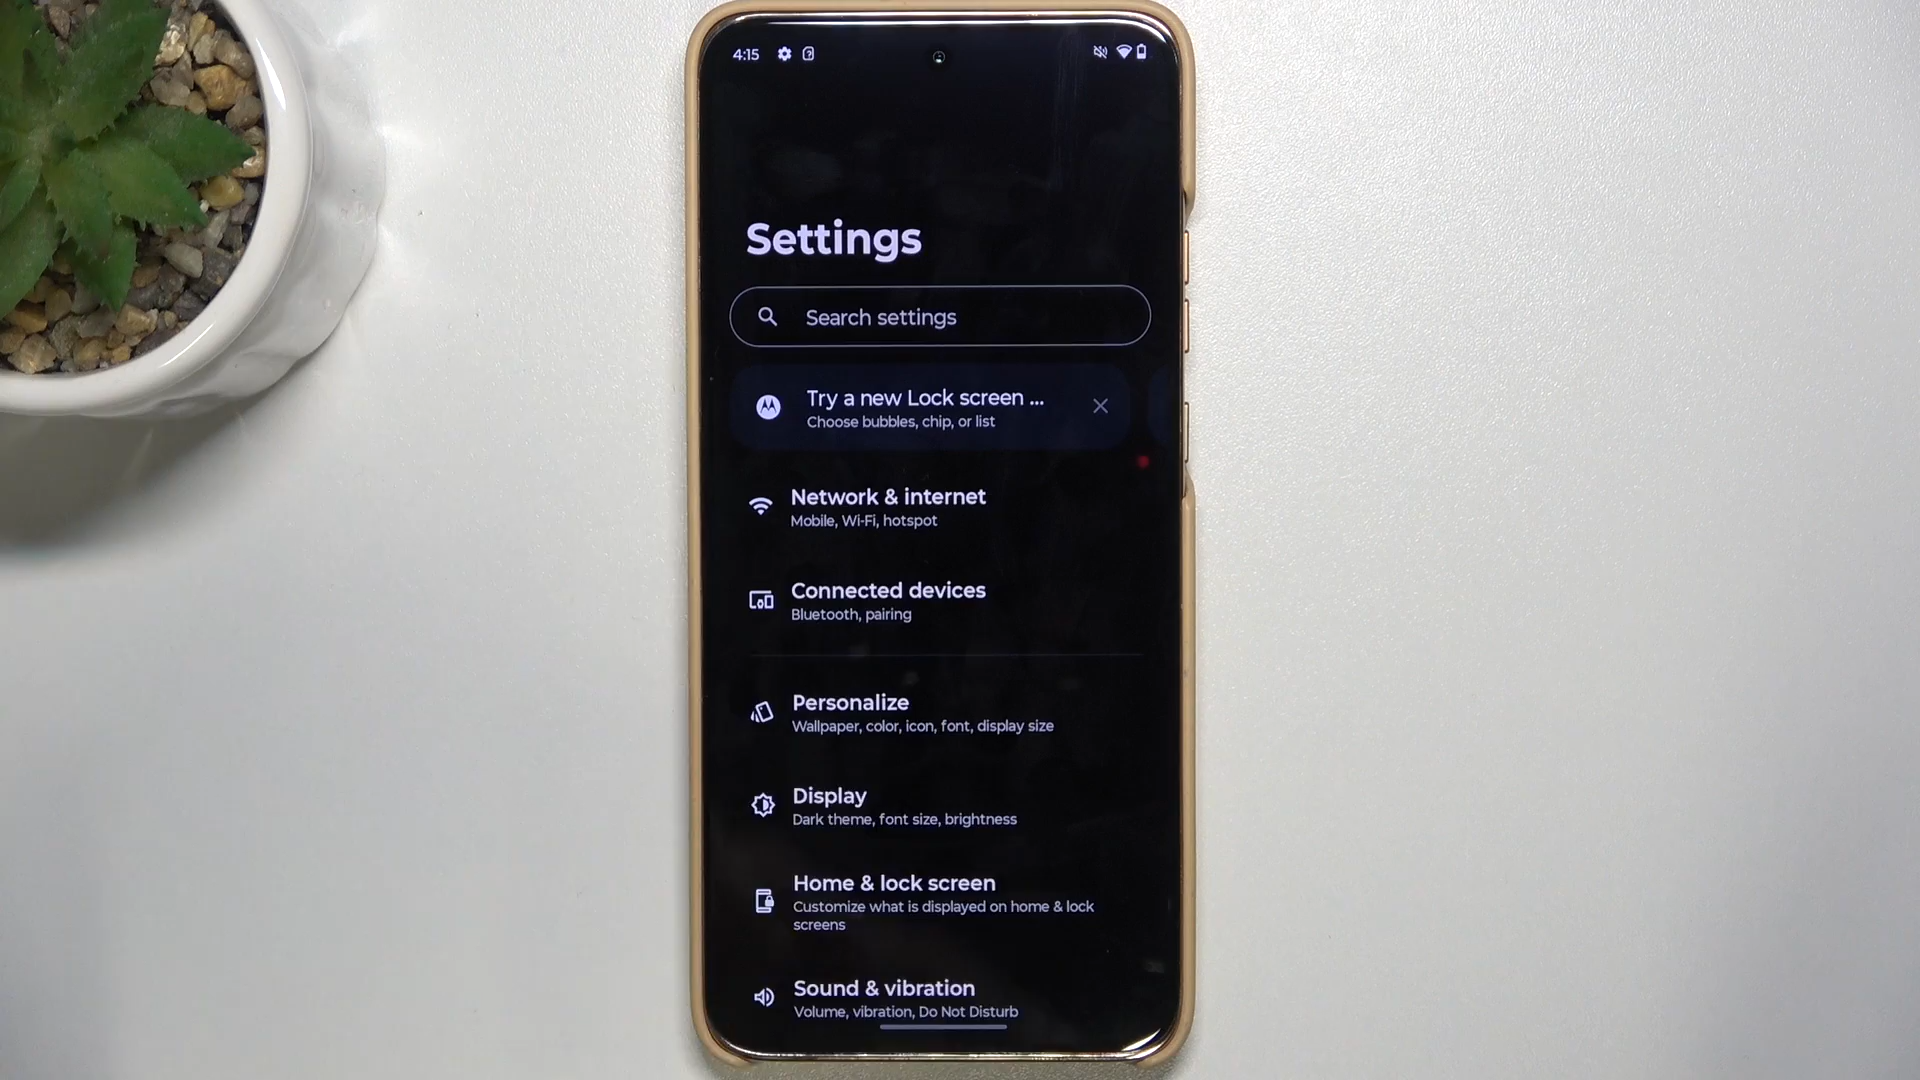 4:15
Settings
Search settings
Try a new Lock screen ...
Choose bubbles, chip, or list
Network & internet
Mobile, Wi-Fi, hotspot
Connected devices
Bluetooth, pairing
Personalize
Wallpaper, color, icon, font, display size
Display
Dark theme, font size, brightness
Home & lock screen
Customize what is displayed on home & lock
screens
Sound & vibration
Volume, vibration, Do Not Disturb